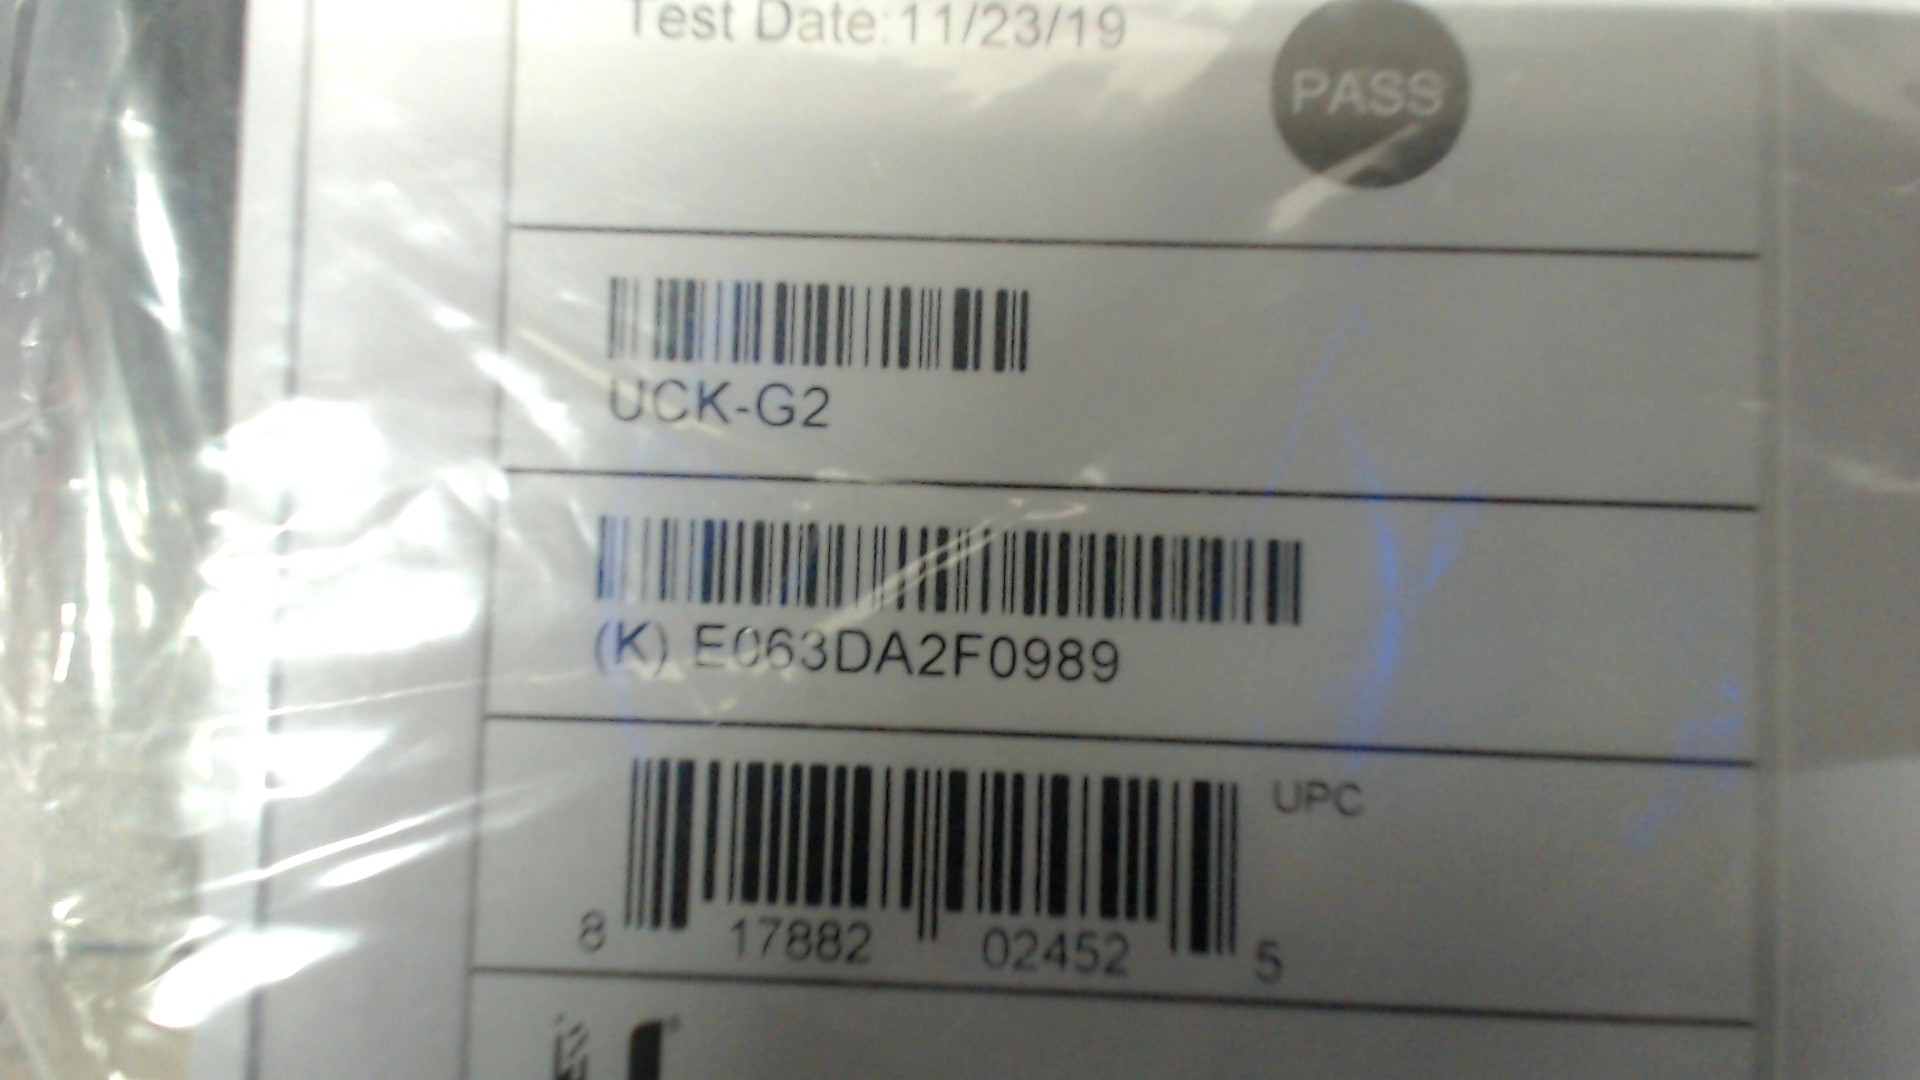 Test Date:11/23/19
PASS
UCK-G2
(K) E063DA2F0989
UPC
8 17882 02452 5